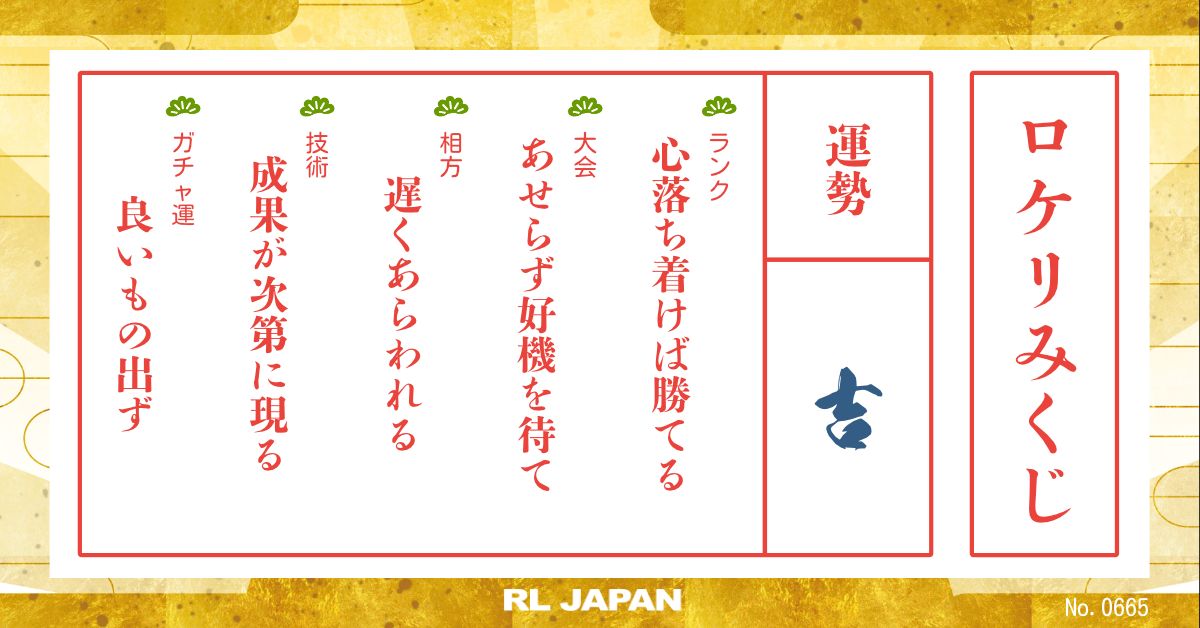 ロケリみくじ
運勢
吉
ランク
心落ち着けば勝てる
大会
あせらず好機を待て
相方
遅くあらわれる
技術
成果が次第に現る
ガチャ運
良いもの出ず
RL JAPAN
No. 0665